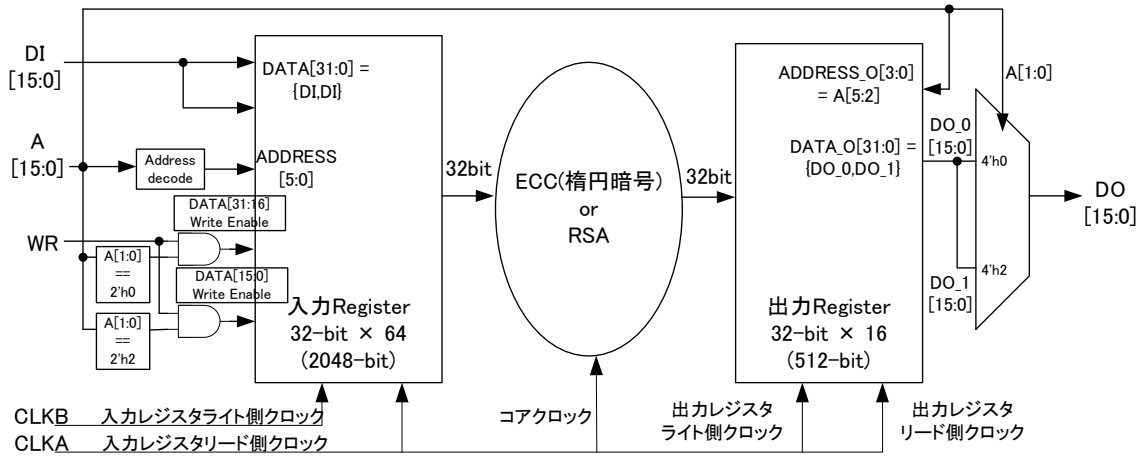 DI
[15:0]
A
[15:0]
WR
Address
decode
DATA[31:16]
Write Enable
A[1:0]
==
2'h0
DATA[15:0]
Write Enable
A[1:0]
==
2'h2
DATA[31:0] =
{DI,DI}
ADDRESS
[5:0]
入力Register
32-bit × 64
(2048-bit)
32bit
ECC(楕円暗号)
or
RSA
32bit
ADDRESS_O[3:0]
= A[5:2]
DATA_O[31:0] =
{DO_0,DO_1}
出力Register
32-bit × 16
(512-bit)
A[1:0]
DO_0
[15:0]
4'h0
DO_1
[15:0]
4'h2
DO
[15:0]
CLKB 入力レジスタライト側クロック
CLKA 入力レジスタリード側クロック
コアクロック
出力レジスタ
ライト側クロック
出力レジスタ
リード側クロック